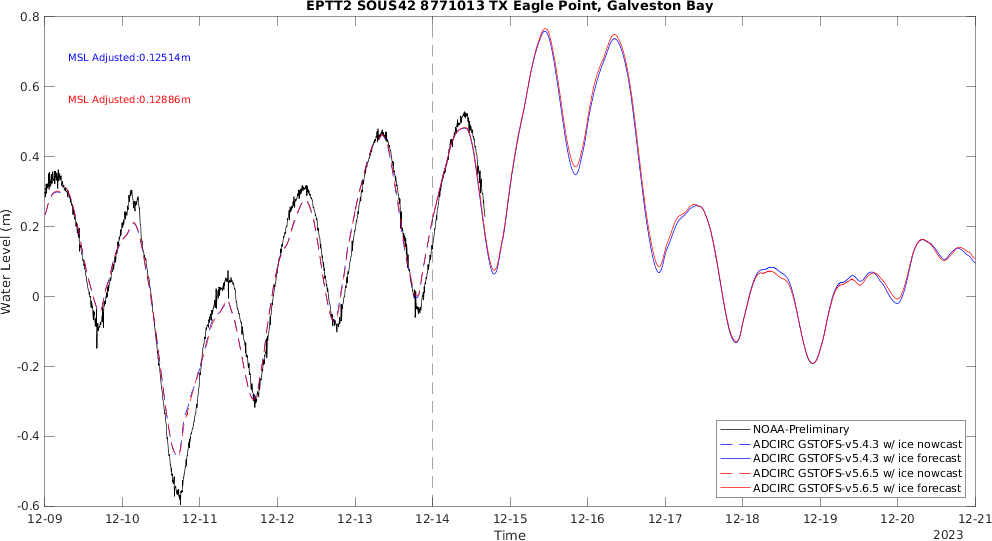 EPTT2 SOUS42 8771013 TX Eagle Point, Galveston Bay
MSL Adjusted:0.12514m
MSL Adjusted:0.12886m
Water Level (m)
0.8
0.6
0.4
0.2
0
-0.2
-0.4
-0.6
NOAA-Preliminary
ADCIRC GSTOFS-v5.4.3 w/ ice nowcast
ADCIRC GSTOFS-v5.4.3 w/ ice forecast
ADCIRC GSTOFS-v5.6.5 w/ ice nowcast
ADCIRC GSTOFS-v5.6.5 w/ ice forecast
12-09 12-10 12-11 12-12 12-13 12-14 12-15 12-16 12-17 12-18 12-19 12-20 12-21
Time
2023